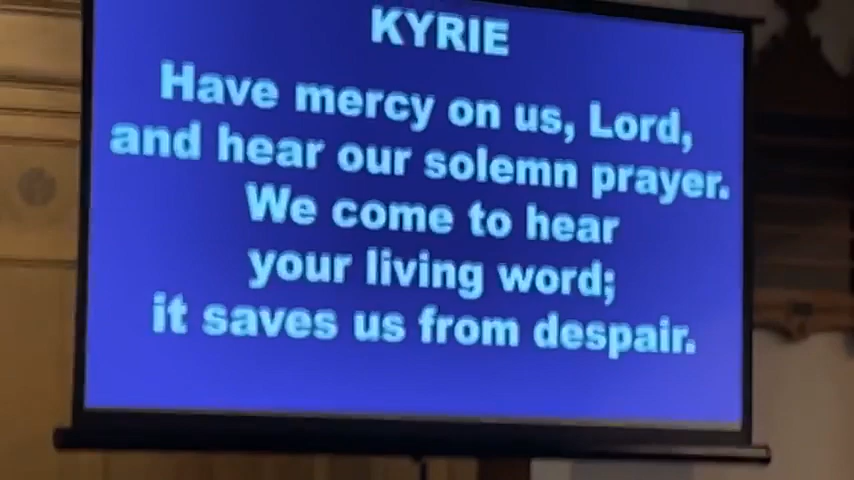 KYRIE
Have mercy on us, Lord,
and hear our solemn prayer.
We come to hear
your living word;
it saves us from despair.